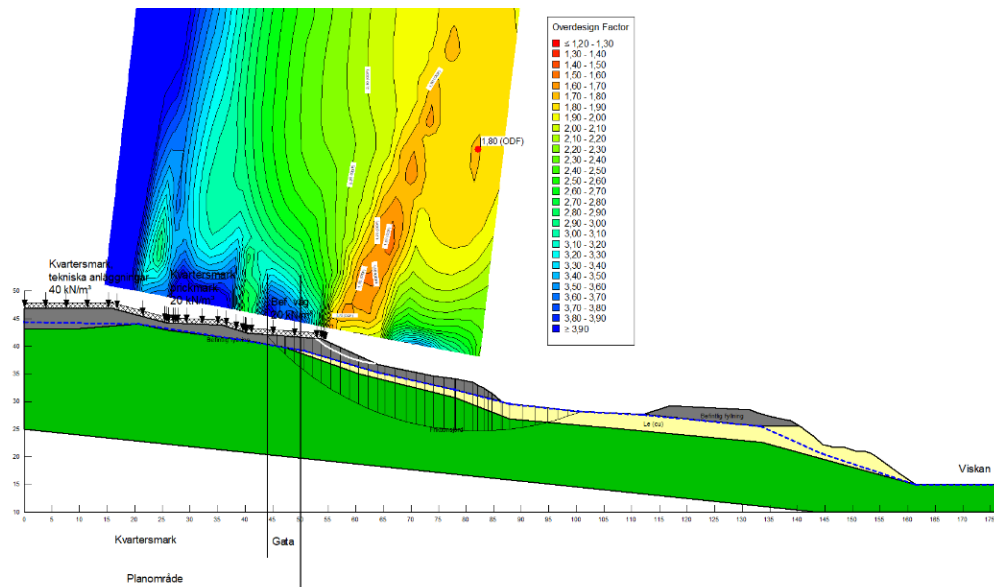 Overdesign Factor
≤ 1,20 - 1,30
1,30 - 1,40
1,40 - 1,50
1,50 - 1,60
1,60 - 1,70
1,70 - 1,80
1,80 - 1,90
1,90 - 2,00
2,00 - 2,10
2,10 - 2,20
2,20 - 2,30
2,30 - 2,40
2,40 - 2,50
2,50 - 2,60
2,60 - 2,70
2,70 - 2,80
2,80 - 2,90
2,90 - 3,00
3,00 - 3,10
3,10 - 3,20
3,20 - 3,30
3,30 - 3,40
3,40 - 3,50
3,50 - 3,60
3,60 - 3,70
3,70 - 3,80
3,80 - 3,90
≥ 3,90
1,80 (ODF)
Kvartersmark
tekniska anläggningar
40 kN/m³
Kvartersmark
20 kN/m³
Bef. väg
Befintlig fyllning
Friktionsjord
Befintlig fyllning
Le (cu)
Viskan
50
45
40
35
30
25
20
15
10
0 5 10 15 20 25 30 35 40 45 50 55 60 65 70 75 80 85 90 95 100 105 110 115 120 125 130 135 140 145 150 155 160 165 170 175
Kvartersmark
Gata
Planområde